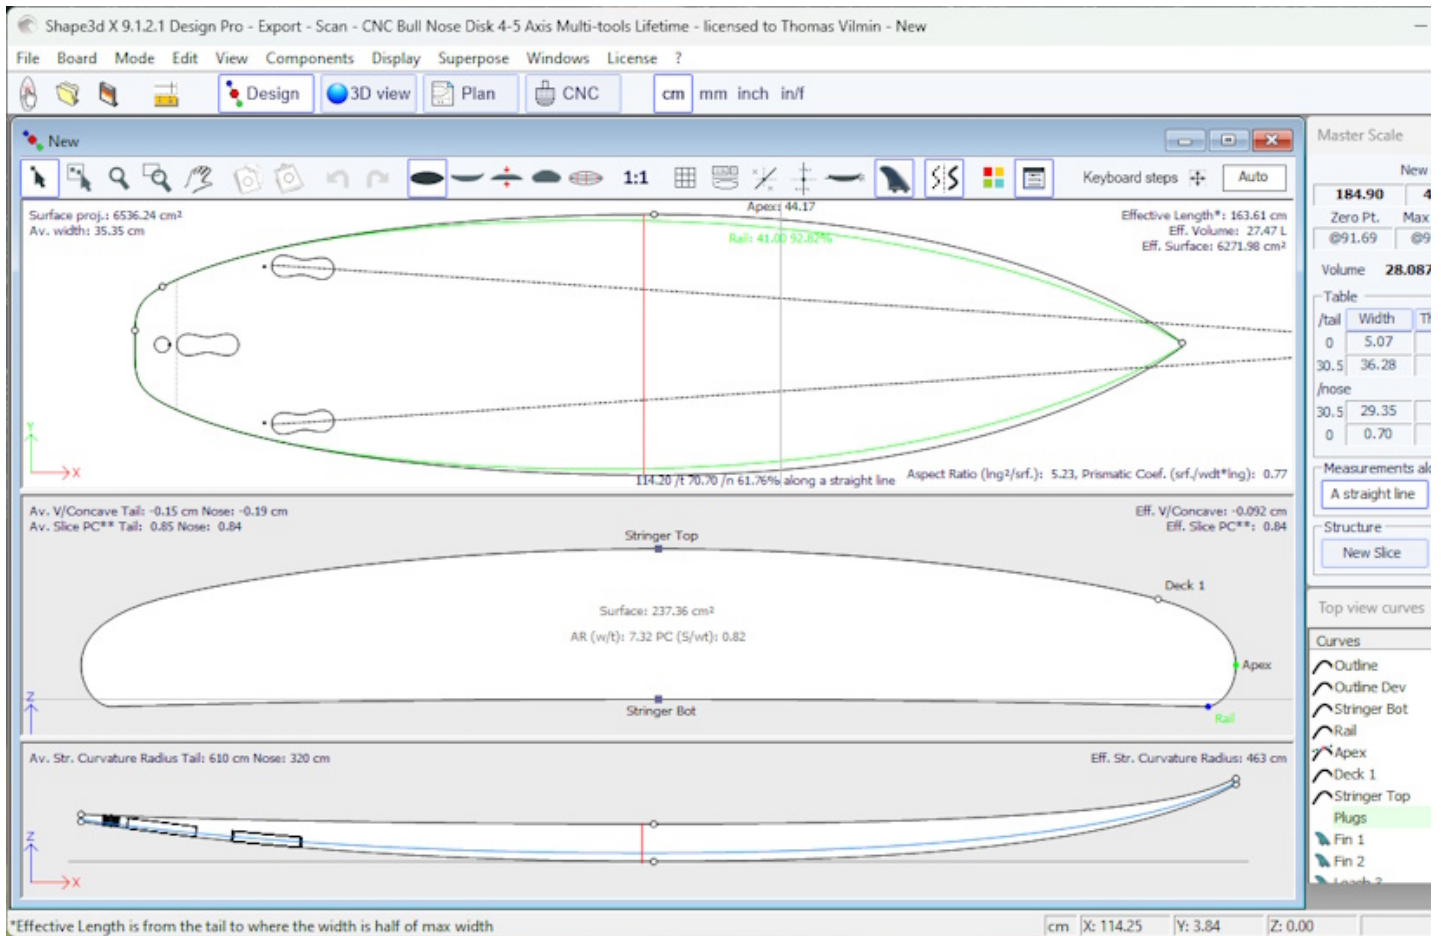 Shape3d X 9.1.2.1 Design Pro - Export - Scan - CNC Bull Nose Disk 4-5 Axis Multi-tools Lifetime - licensed to Thomas Vilmin - New
File Board Mode Edit View Components Display Superpose Windows License ?
Design 3D view Plan CNC cm mm inch in/f
New
1:1 Keyboard steps Auto
Surface proj.: 6536.24 cm²
Av. width: 35.35 cm
Apex: 44.17
Rail: 41.00 92.82%
Effective Length*: 163.61 cm
Eff. Volume: 27.47 L
Eff. Surface: 6271.98 cm²
Y
X
114.20 /t 70.70 /n 61.76% along a straight line
Aspect Ratio (lng²/srf.): 5.23, Prismatic Coef. (srf./wdt*lng): 0.77
Av. V/Concave Tail: -0.15 cm Nose: -0.19 cm
Av. Slice PC** Tail: 0.85 Nose: 0.84
Eff. V/Concave: -0.092 cm
Eff. Slice PC**: 0.84
Stringer Top
Deck 1
Surface: 237.36 cm²
AR (w/t): 7.32 PC (S/wt): 0.82
Apex
Z
Stringer Bot
Rail
Av. Str. Curvature Radius Tail: 610 cm Nose: 320 cm
Eff. Str. Curvature Radius: 463 cm
Z
X
Master Scale
New
184.90 4
Zero Pt. Max
@91.69 @9
Volume 28.087
Table
/tail Width Th
0 5.07
30.5 36.28
/nose
30.5 29.35
0 0.70
Measurements alo
A straight line
Structure
New Slice
Top view curves
Curves
Outline
Outline Dev
Stringer Bot
Rail
Apex
Deck 1
Stringer Top
Plugs
Fin 1
Fin 2
*Effective Length is from the tail to where the width is half of max width
cm X: 114.25 Y: 3.84 Z: 0.00